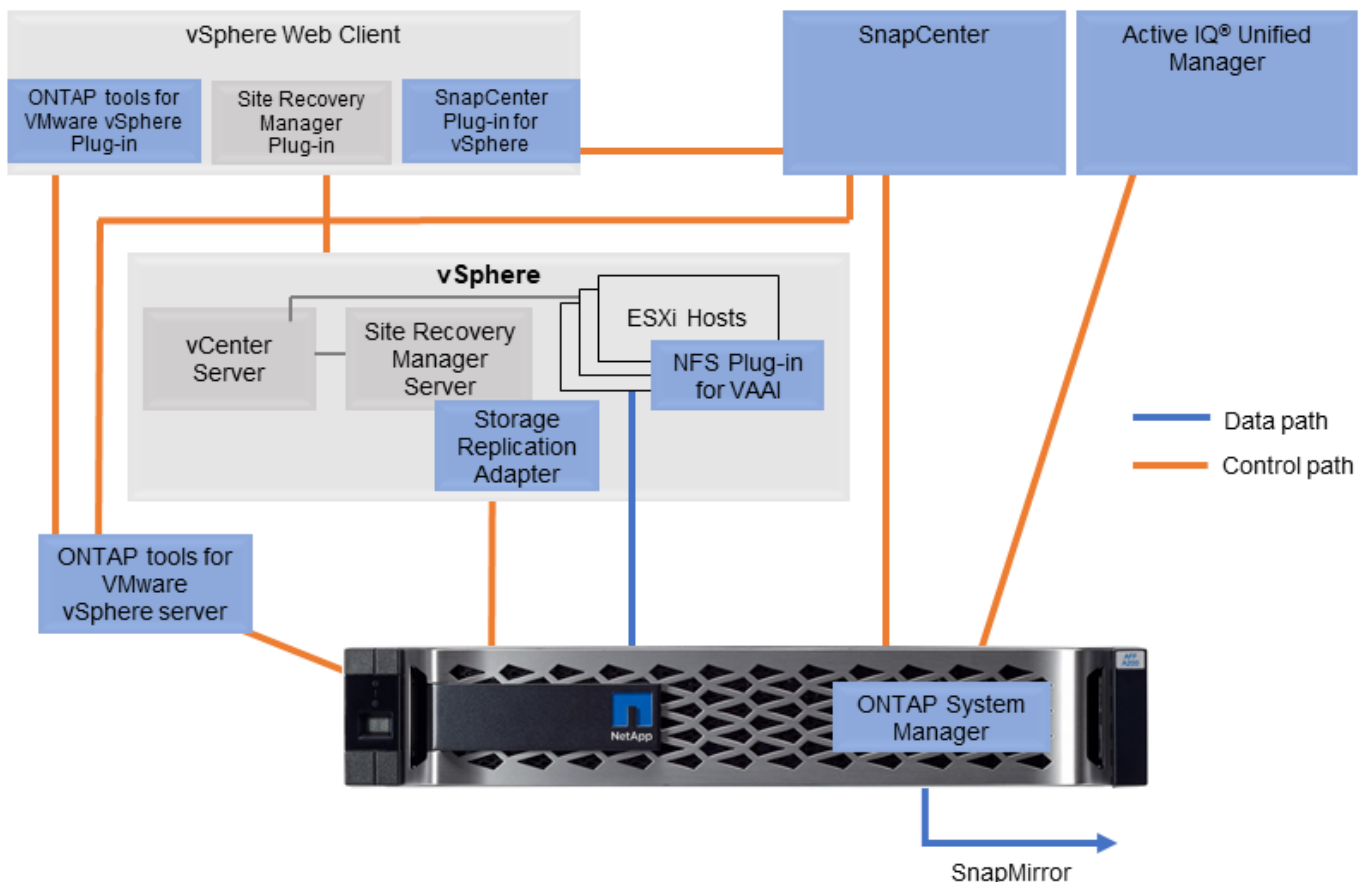 vSphere Web Client
ONTAP tools for
VMware vSphere
Plug-in
Site Recovery
Manager
Plug-in
SnapCenter
Plug-in for
vSphere
SnapCenter
Active IQ® Unified
Manager
vSphere
vCenter
Server
Site Recovery
Manager
Server
Storage
Replication
Adapter
ESXi Hosts
NFS Plug-in
for VAAI
Data path
Control path
ONTAP tools for
VMware
vSphere server
NetApp
ONTAP System
Manager
AFF
A200
SnapMirror